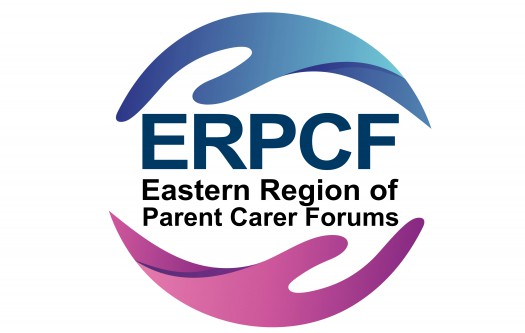 ERPCF
Eastern Region of
Parent Carer Forums